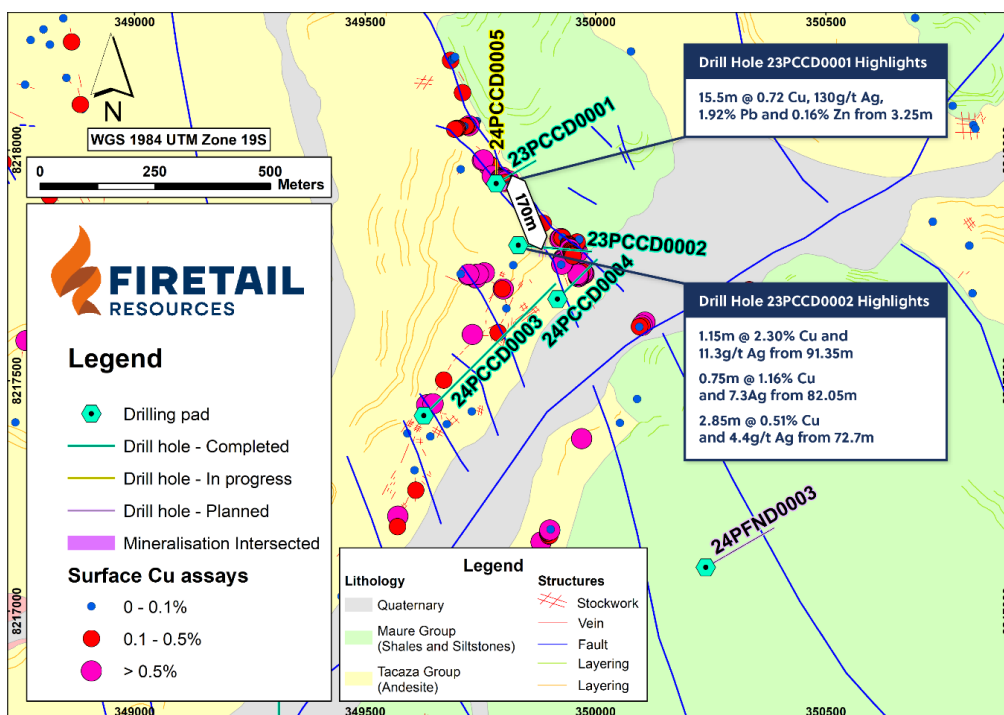 349000
349500
350000
350500
N
WGS 1984 UTM Zone 19S
0 250 500
Meters
8218000
8217500
8217000
8218000
8217000
FIRETAIL
RESOURCES
Legend
Drilling pad
Drill hole - Completed
Drill hole - In progress
Drill hole - Planned
Mineralisation Intersected
Surface Cu assays
0 - 0.1%
0.1 - 0.5%
> 0.5%
Legend
Lithology
Quaternary
Maure Group
(Shales and Siltstones)
Tacaza Group
(Andesite)
Structures
Stockwork
Vein
Fault
Layering
Layering
24PCCD0005
23PCCD0001
170m
23PCCD0002
24PCCD0004
24PCCD0003
24PFND0003
Drill Hole 23PCCD0001 Highlights
15.5m @ 0.72 Cu, 130g/t Ag,
1.92% Pb and 0.16% Zn from 3.25m
Drill Hole 23PCCD0002 Highlights
1.15m @ 2.30% Cu and
11.3g/t Ag from 91.35m
0.75m @ 1.16% Cu
and 7.3Ag from 82.05m
2.85m @ 0.51% Cu
and 4.4g/t Ag from 72.7m
349000
349500
350000
350500